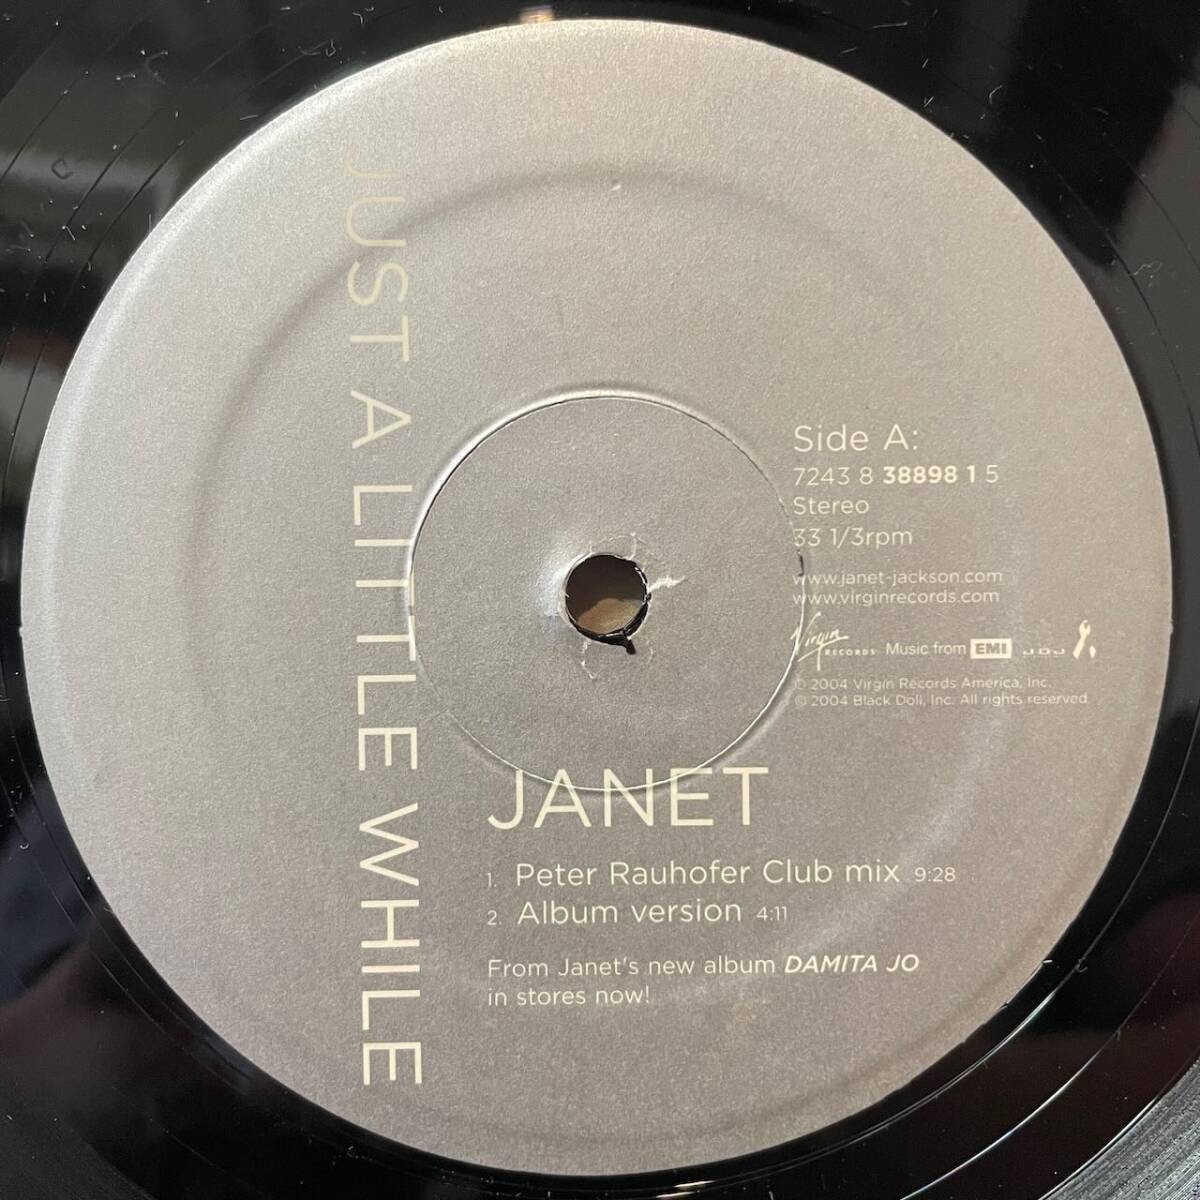 JUST A LITTLE WHILE
Side A:
7243 8 38898 1 5
Stereo
33 1/3rpm
www.janet-jackson.com
www.virginrecords.com
Virgin RECORDS Music from EMI
℗ 2004 Virgin Records America, Inc.
© 2004 Black Doll, Inc. All rights reserved.
JANET
1. Peter Rauhofer Club mix 9:28
2. Album version 4:11
From Janet's new album DAMITA JO
in stores now!